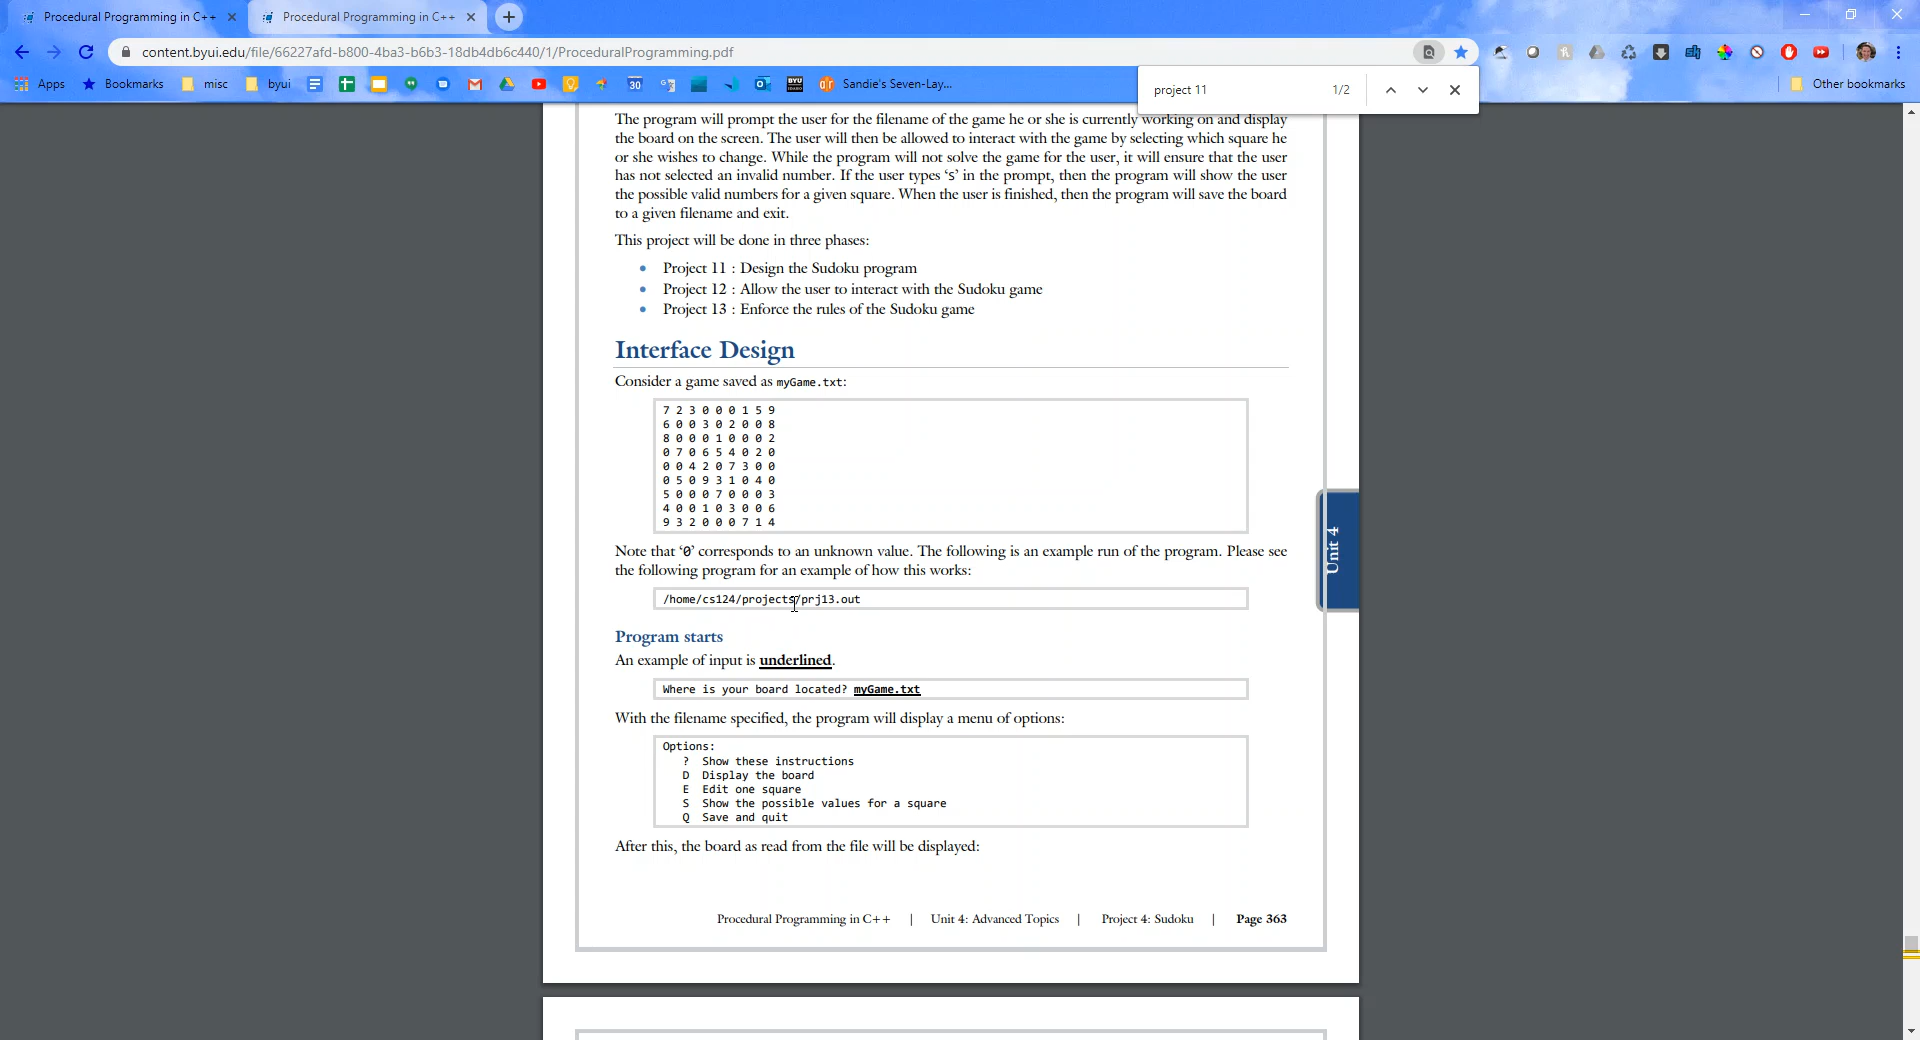 Procedural Programming in C++
Procedural Programming in C++
content.byui.edu/file/66227afd-b800-4ba3-b6b3-18db4db6c440/1/ProceduralProgramming.pdf
Apps
Bookmarks
misc
byui
30
BYU
Sandie's Seven-Lay...
Other bookmarks
project 11
1/2
The program will prompt the user for the filename of the game he or she is currently working on and display
the board on the screen. The user will then be allowed to interact with the game by selecting which square he
or she wishes to change. While the program will not solve the game for the user, it will ensure that the user
has not selected an invalid number. If the user types ‘S’ in the prompt, then the program will show the user
the possible valid numbers for a given square. When the user is finished, then the program will save the board
to a given filename and exit.
This project will be done in three phases:
• Project 11 : Design the Sudoku program
• Project 12 : Allow the user to interact with the Sudoku game
• Project 13 : Enforce the rules of the Sudoku game
Interface Design
Consider a game saved as myGame.txt:
7 2 3 0 0 0 1 5 9
6 0 0 3 0 2 0 0 8
8 0 0 0 1 0 0 0 2
0 7 0 6 5 4 0 2 0
0 0 4 2 0 7 3 0 0
0 5 0 9 3 1 0 4 0
5 0 0 0 7 0 0 0 3
4 0 0 1 0 3 0 0 6
9 3 2 0 0 0 7 1 4
Note that ‘0’ corresponds to an unknown value. The following is an example run of the program. Please see
the following program for an example of how this works:
/home/cs124/projects/prj13.out
Program starts
An example of input is underlined.
Where is your board located? myGame.txt
With the filename specified, the program will display a menu of options:
Options:
? Show these instructions
D Display the board
E Edit one square
S Show the possible values for a square
Q Save and quit
After this, the board as read from the file will be displayed:
Procedural Programming in C++ | Unit 4: Advanced Topics | Project 4: Sudoku | Page 363
Unit 4